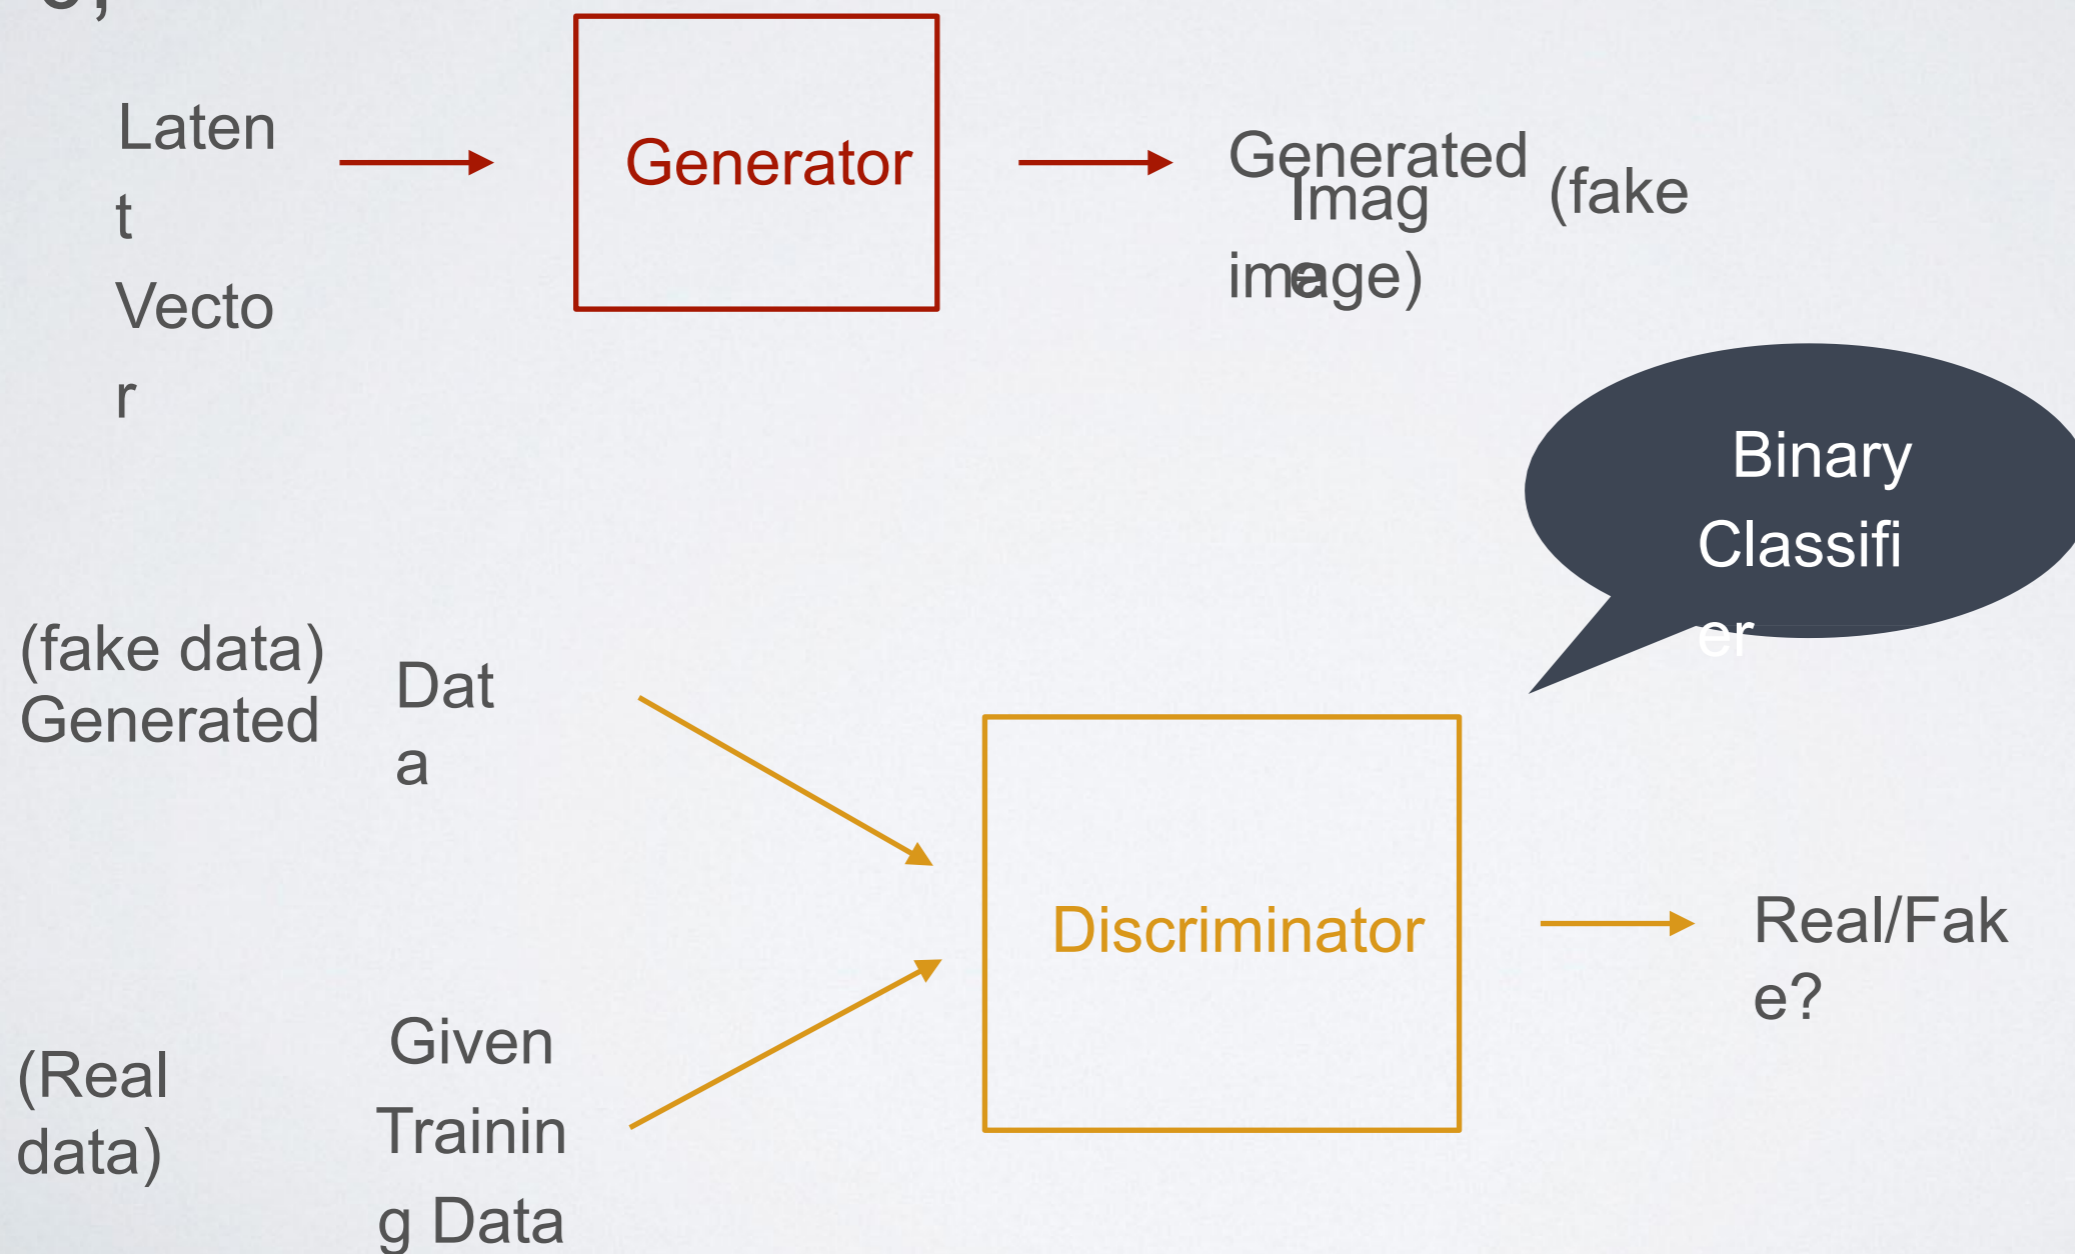 Laten
t
Vecto
r
Generator
Generated
Imag
e
(fake
image)
Binary
Classifi
er
(fake data)
Generated
Dat
a
Discriminator
Real/Fak
e?
(Real
data)
Given
Trainin
g Data